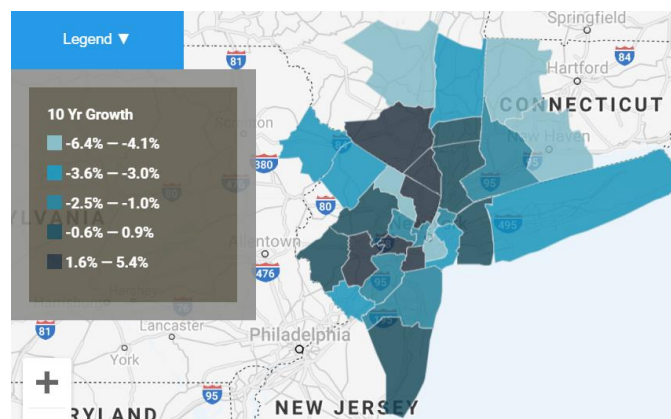 Legend ▼
10 Yr Growth
-6.4% — -4.1%
-3.6% — -3.0%
-2.5% — -1.0%
-0.6% — 0.9%
1.6% — 5.4%
Springfield
81
84
Hartford
CONNECTICUT
New Haven
95
380
80
95
495
Allentown
476
95
81
Lancaster
York
Philadelphia
95
+
RYLAND
NEW JERSEY